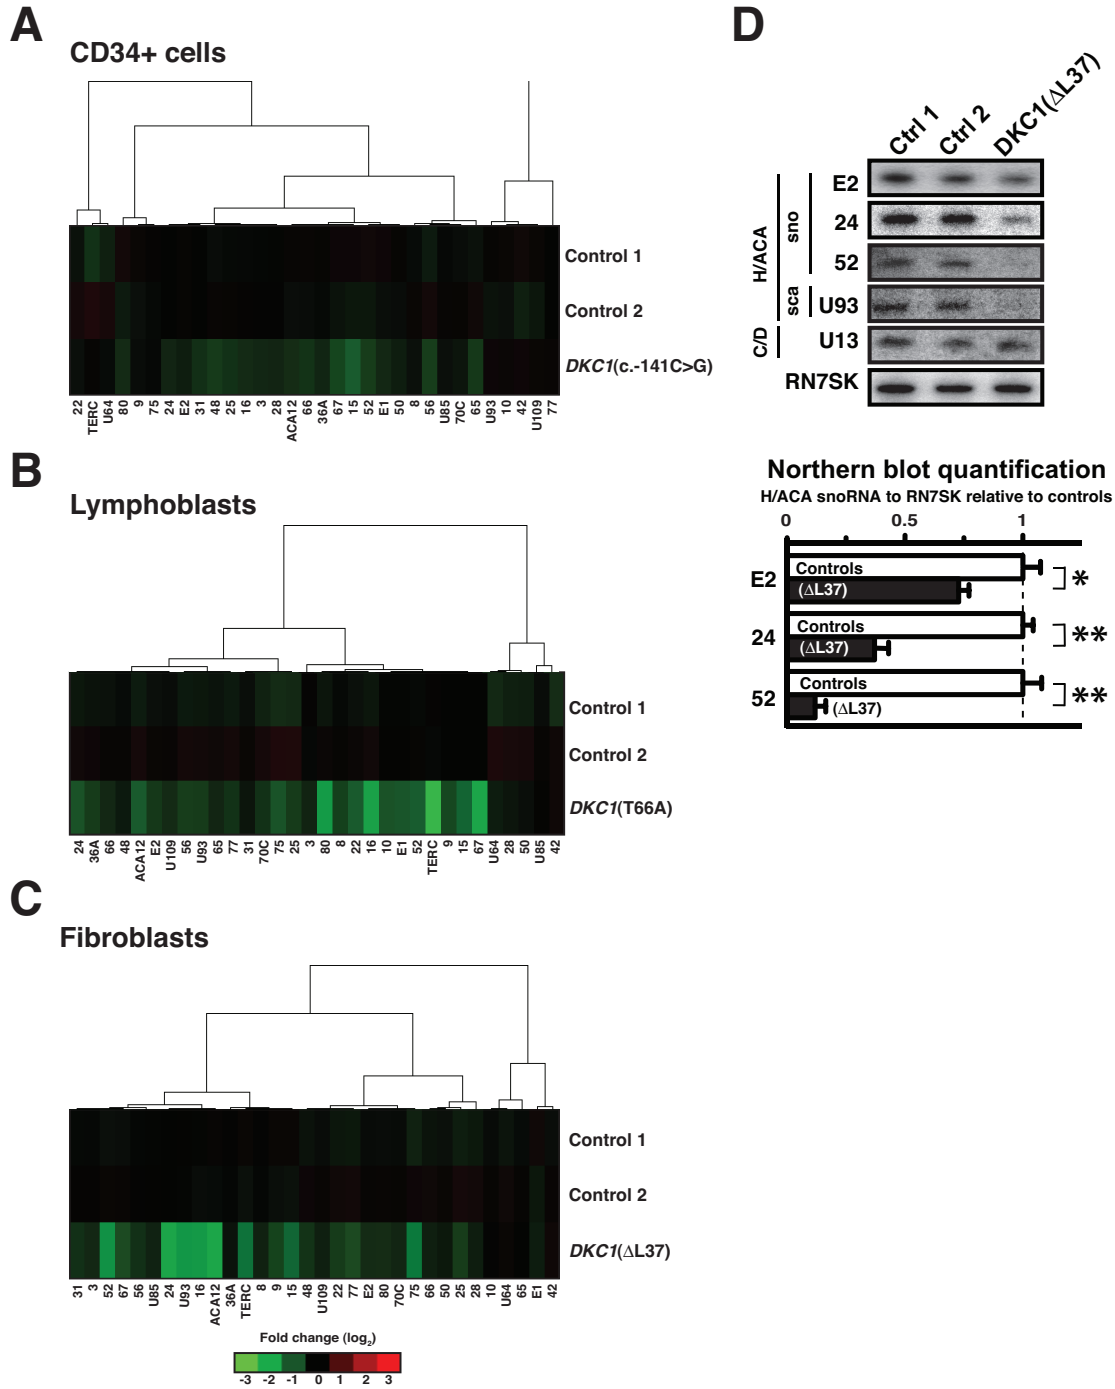 A
CD34+ cells
Control 1
Control 2
DKC1(c.-141C>G)
22 TERC U64 80 9 75 24 E2 31 48 25 16 3 28 ACA12 36A 67 15 52 E1 50 8 56 U85 70C 65 U93 10 42 U109 77
B
Lymphoblasts
Control 1
Control 2
DKC1(T66A)
24 36A 66 48 ACA12 E2 U109 56 U93 65 77 31 70C 75 25 3 80 8 22 16 10 E1 52 TERC 9 15 67 U64 28 50 U85 42
C
Fibroblasts
Control 1
Control 2
DKC1(ΔL37)
31 3 52 67 56 U85 24 U93 16 ACA12 36A TERC 8 9 15 48 U109 22 77 E2 80 70C 75 66 50 25 28 10 U64 65 E1 42
Fold change (log2)
-3 -2 -1 0 1 2 3
D
Ctrl 1 Ctrl 2 DKC1(ΔL37)
H/ACA
sno
E2
24
52
sca
U93
C/D
U13
RN7SK
Northern blot quantification
H/ACA snoRNA to RN7SK relative to controls
0 0.5 1
E2
Controls
(ΔL37)
*
24
Controls
(ΔL37)
**
52
Controls
(ΔL37)
**